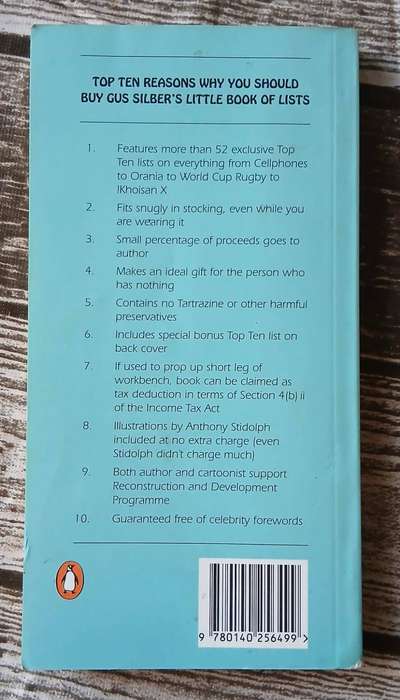 TOP TEN REASONS WHY YOU SHOULD
BUY GUS SILBER'S LITTLE BOOK OF LISTS
1. Features more than 52 exclusive Top
Ten lists on everything from Cellphones
to Orania to World Cup Rugby to
!Khoisan X
2. Fits snugly in stocking, even while you
are wearing it
3. Small percentage of proceeds goes to
author
4. Makes an ideal gift for the person who
has nothing
5. Contains no Tartrazine or other harmful
preservatives
6. Includes special bonus Top Ten list on
back cover
7. If used to prop up short leg of
workbench, book can be claimed as
tax deduction in terms of Section 4(b) ii
of the Income Tax Act
8. Illustrations by Anthony Stidolph
included at no extra charge (even
Stidolph didn't charge much)
9. Both author and cartoonist support
Reconstruction and Development
Programme
10. Guaranteed free of celebrity forewords
9 780140 256499 >